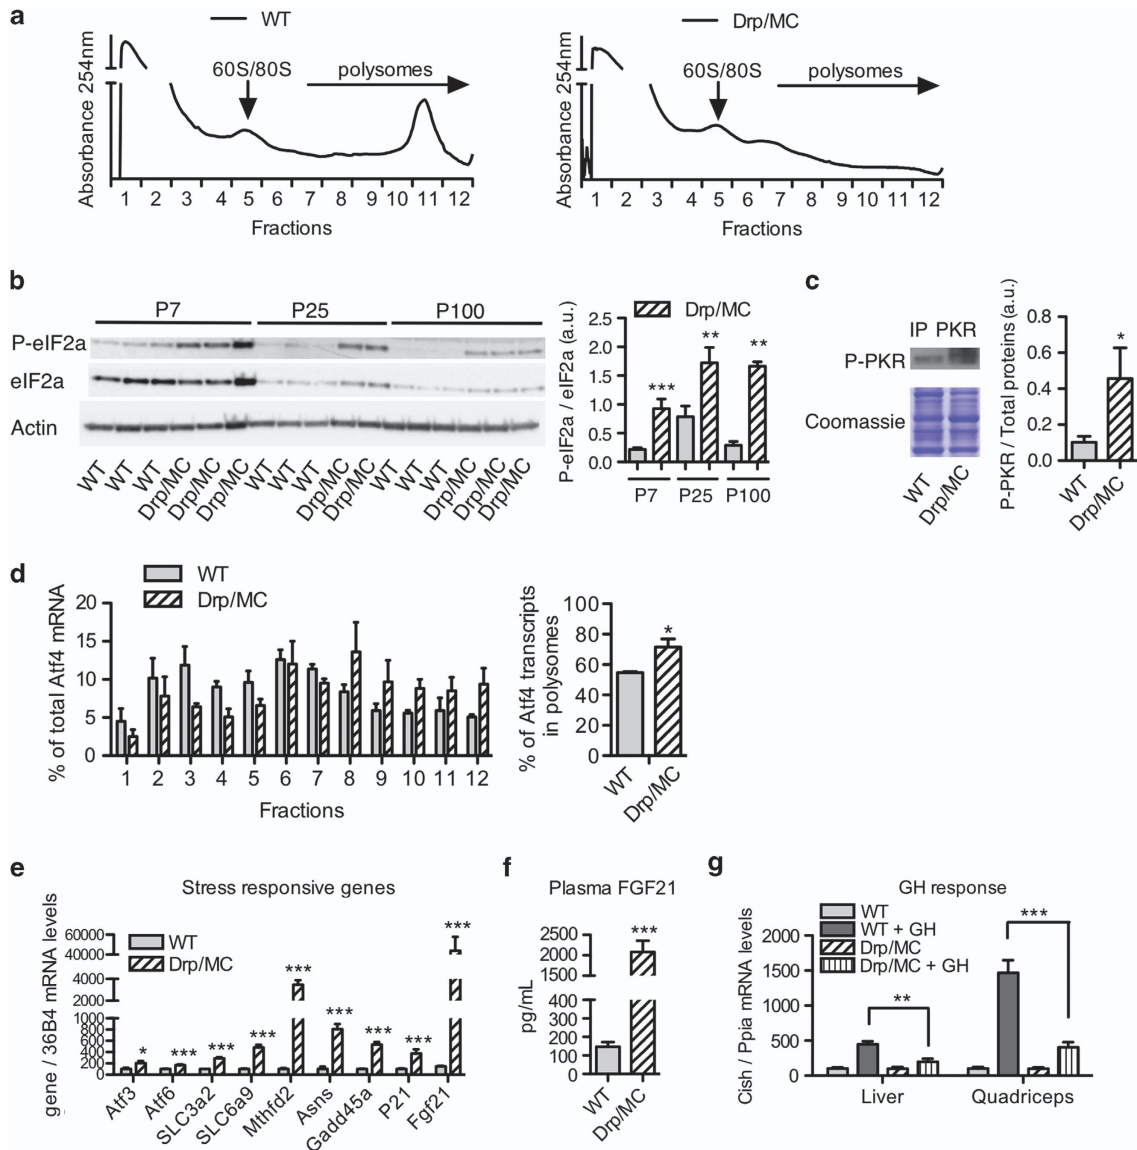 a
WT
Drp/MC
Absorbance 254nm
60S/80S
polysomes
1 2 3 4 5 6 7 8 9 10 11 12
Fractions
Absorbance 254nm
60S/80S
polysomes
1 2 3 4 5 6 7 8 9 10 11 12
Fractions
b
P7
P25
P100
P-eIF2a
eIF2a
Actin
WT WT WT Drp/MC Drp/MC Drp/MC WT WT WT Drp/MC Drp/MC WT WT Drp/MC Drp/MC Drp/MC
P-eIF2a / eIF2a (a.u.)
Drp/MC
2.5
2.0
1.5
1.0
0.5
0.0
***
**
**
P7 P25 P100
c
IP PKR
P-PKR
Coomassie
WT Drp/MC
P-PKR / Total proteins (a.u.)
0.8
0.6
0.4
0.2
0.0
*
WT Drp/MC
d
WT
Drp/MC
% of total Atf4 mRNA
20
15
10
5
0
1 2 3 4 5 6 7 8 9 10 11 12
Fractions
% of Atf4 transcripts
in polysomes
100
80
60
40
20
0
*
WT Drp/MC
e
Stress responsive genes
gene / 36B4 mRNA levels
WT
Drp/MC
60000
40000
4000
2000
1000
800
600
400
200
0
* *** *** *** *** *** *** *** ***
Atf3 Atf6 SLC3a2 SLC6a9 Mthfd2 Asns Gadd45a P21 Fgf21
f
Plasma FGF21
pg/mL
2500
2000
1500
400
300
200
100
0
***
WT Drp/MC
g
GH response
Cish / Ppia mRNA levels
WT
WT + GH
Drp/MC
Drp/MC + GH
2000
1500
1000
500
0
**
***
Liver Quadriceps